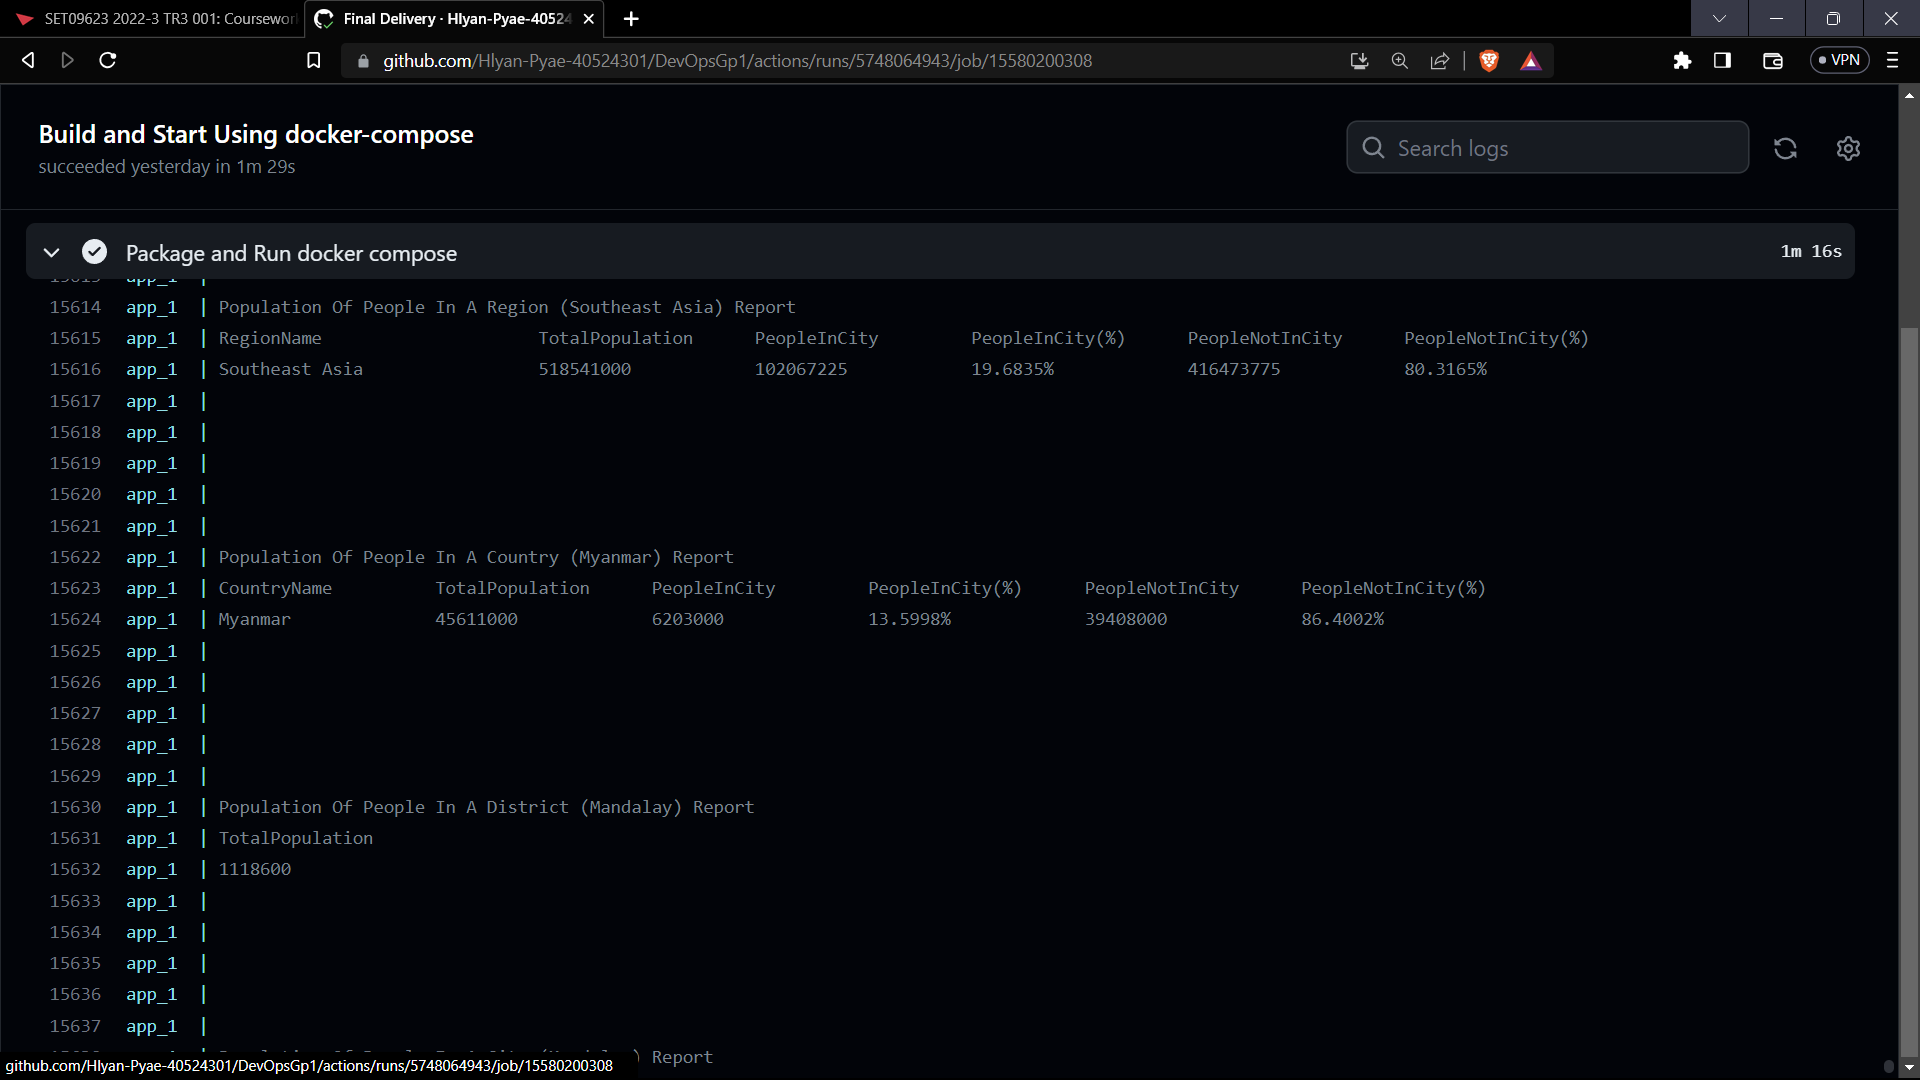 SET09623 2022-3 TR3 001: Coursework
Final Delivery · Hlyan-Pyae-40524
github.com/Hlyan-Pyae-40524301/DevOpsGp1/actions/runs/5748064943/job/15580200308
VPN
Build and Start Using docker-compose
succeeded yesterday in 1m 29s
Search logs
Package and Run docker compose 1m 16s
15613 app_1 |
15614 app_1 | Population Of People In A Region (Southeast Asia) Report
15615 app_1 | RegionName TotalPopulation PeopleInCity PeopleInCity(%) PeopleNotInCity PeopleNotInCity(%)
15616 app_1 | Southeast Asia 518541000 102067225 19.6835% 416473775 80.3165%
15617 app_1 |
15618 app_1 |
15619 app_1 |
15620 app_1 |
15621 app_1 |
15622 app_1 | Population Of People In A Country (Myanmar) Report
15623 app_1 | CountryName TotalPopulation PeopleInCity PeopleInCity(%) PeopleNotInCity PeopleNotInCity(%)
15624 app_1 | Myanmar 45611000 6203000 13.5998% 39408000 86.4002%
15625 app_1 |
15626 app_1 |
15627 app_1 |
15628 app_1 |
15629 app_1 |
15630 app_1 | Population Of People In A District (Mandalay) Report
15631 app_1 | TotalPopulation
15632 app_1 | 1118600
15633 app_1 |
15634 app_1 |
15635 app_1 |
15636 app_1 |
15637 app_1 |
Report
github.com/Hlyan-Pyae-40524301/DevOpsGp1/actions/runs/5748064943/job/15580200308